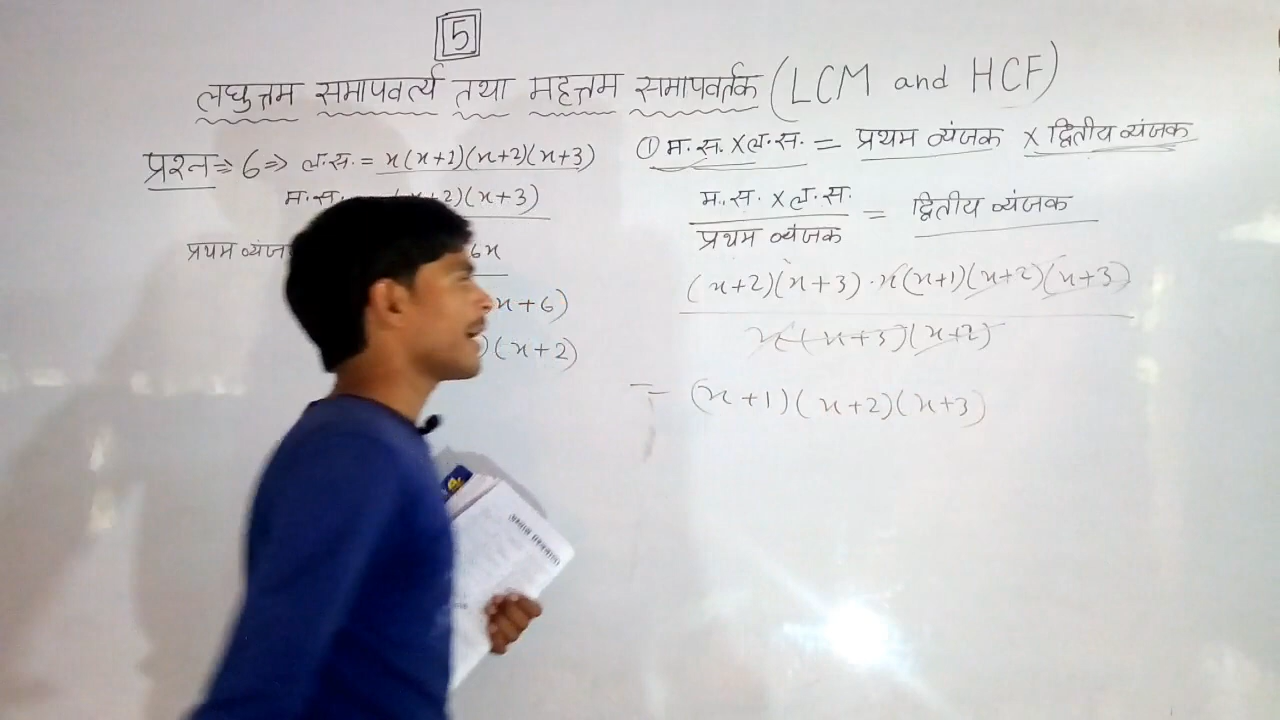 5
लघुत्तम समापवर्त्य तथा महत्तम समापवर्तक (LCM and HCF)
प्रश्न ⇒ 6 ⇒ ल.स. = x(x+2)(x+2)(x+3)
म.स. +2)(x+3)
प्रथम 6x
x+6)
)(x+2)
① म.स. × ल.स. = प्रथम व्यंजक × द्वितीय व्यंजक
म.स. × ल.स.
= द्वितीय व्यंजक
प्रथम व्यंजक
(x+2)(x+3) · x(x+1)(x+2)(x+3)
x(x+3)(x+2)
= (x+1)(x+2)(x+3)